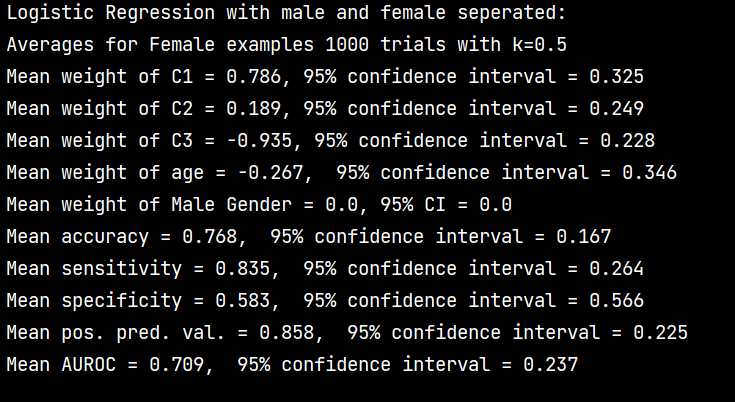 Logistic Regression with male and female seperated:
Averages for Female examples 1000 trials with k=0.5
Mean weight of C1 = 0.786, 95% confidence interval = 0.325
Mean weight of C2 = 0.189, 95% confidence interval = 0.249
Mean weight of C3 = -0.935, 95% confidence interval = 0.228
Mean weight of age = -0.267,  95% confidence interval = 0.346
Mean weight of Male Gender = 0.0, 95% CI = 0.0
Mean accuracy = 0.768,  95% confidence interval = 0.167
Mean sensitivity = 0.835,  95% confidence interval = 0.264
Mean specificity = 0.583,  95% confidence interval = 0.566
Mean pos. pred. val. = 0.858,  95% confidence interval = 0.225
Mean AUROC = 0.709,  95% confidence interval = 0.237